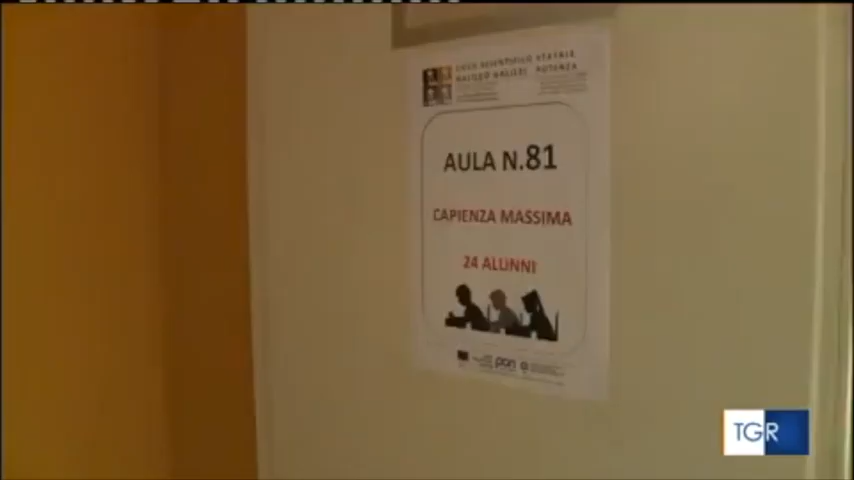 LICEO SCIENTIFICO STATALE
GALILEO GALILEI POTENZA
AULA N.81
CAPIENZA MASSIMA
24 ALUNNI
pon
TGR